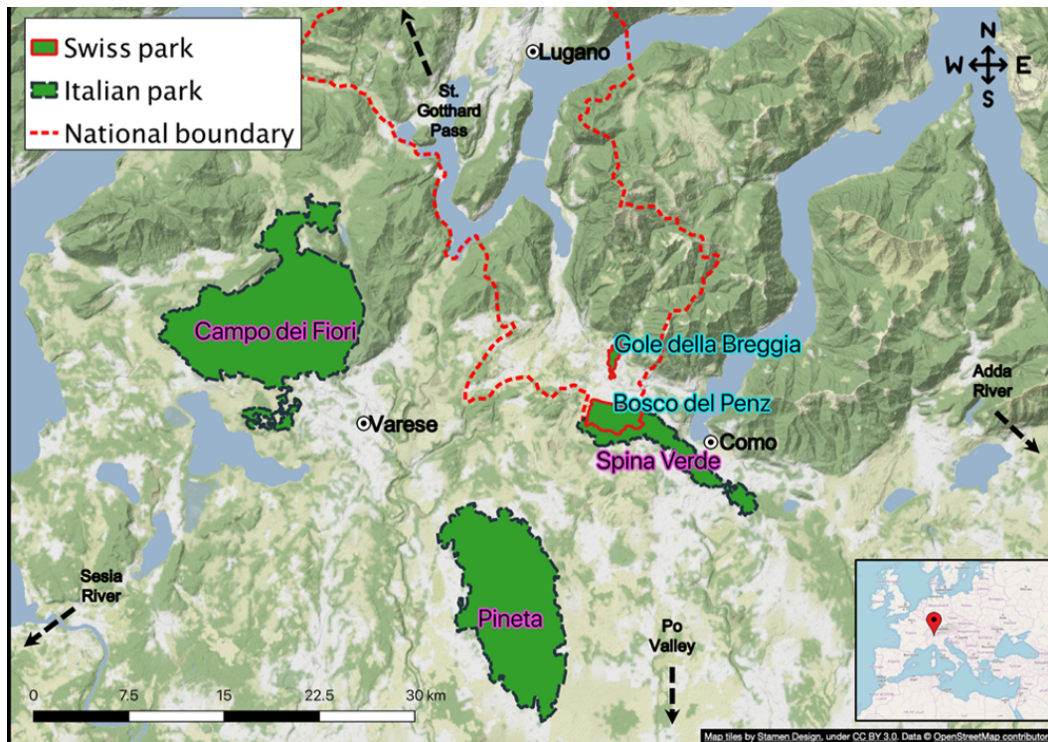 Swiss park
Italian park
National boundary
Lugano
N
W E
S
St.
Gotthard
Pass
Campo dei Fiori
Gole della Breggia
Adda
River
Bosco del Penz
Varese
Como
Spina Verde
Sesia
River
Pineta
Po
Valley
0 7.5 15 22.5 30 km
Map tiles by Stamen Design, under CC BY 3.0. Data © OpenStreetMap contributor